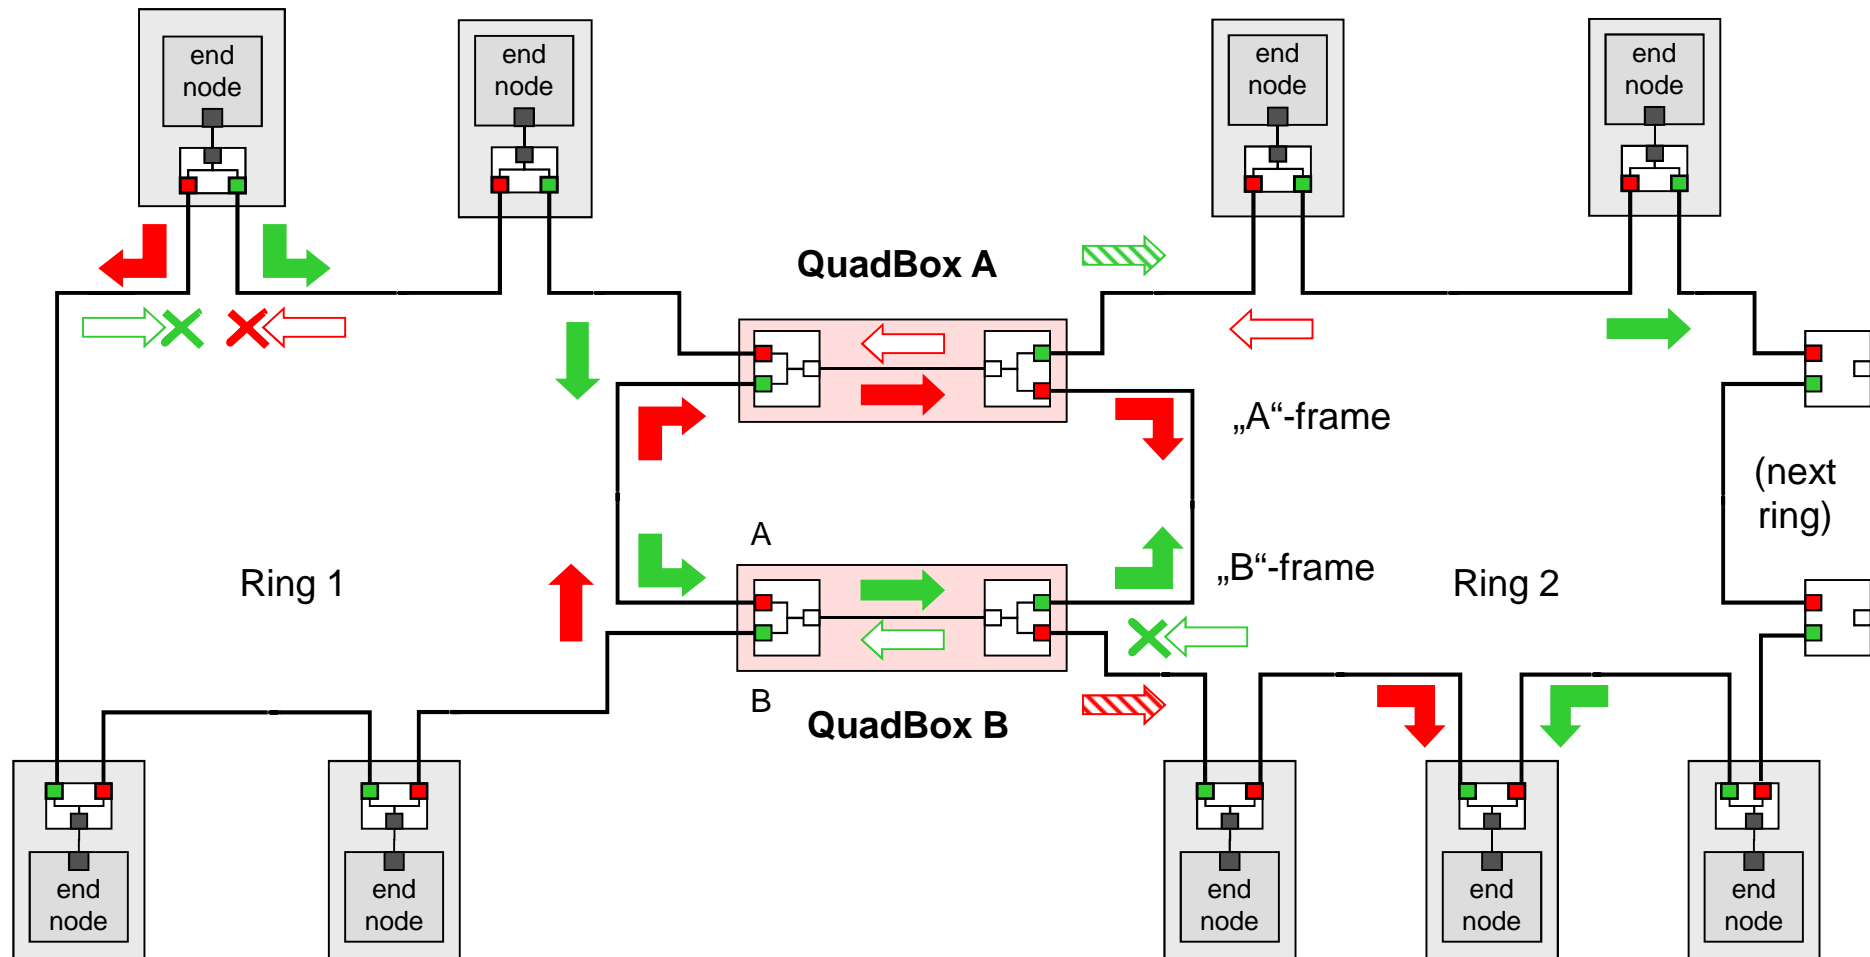 end
node
end
node
end
node
end
node
QuadBox A
„A“-frame
(next
ring)
A
Ring 1
„B“-frame
Ring 2
B
QuadBox B
end
node
end
node
end
node
end
node
end
node